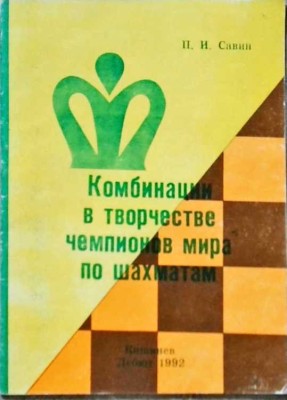 П. И. Савин
Комбинации
в творчестве
чемпионов мира
по шахматам
Кишинев
Дебют 1992